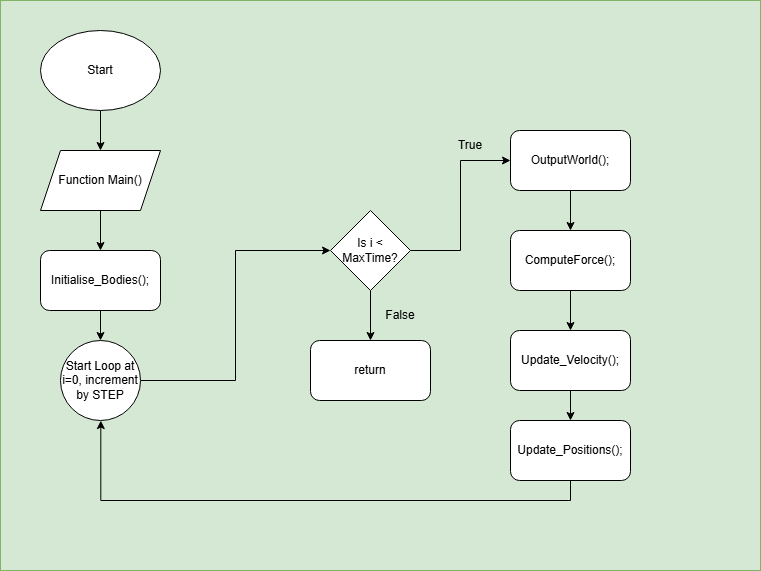 Start
Function Main()
Initialise_Bodies();
Start Loop at
i=0, increment
by STEP
Is i <
MaxTime?
True
False
return
OutputWorld();
ComputeForce();
Update_Velocity();
Update_Positions();